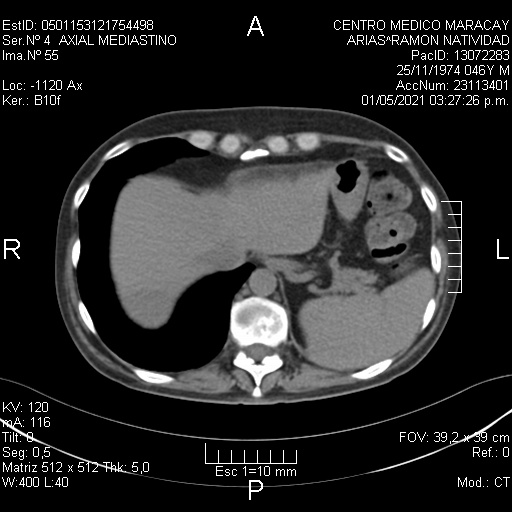 EstID: 0501153121754498
Ser.Nº 4 AXIAL MEDIASTINO
Ima.Nº 55
Loc: -1120 Ax
Ker.: B10f
A
CENTRO MEDICO MARACAY
ARIAS^RAMON NATIVIDAD
PacID: 13072283
25/11/1974 046Y M
AccNum: 23113401
01/05/2021 03:27:26 p.m.
R
L
KV: 120
mA: 116
Tilt: 0
Seg: 0,5
Matriz 512 x 512 Thk: 5,0
W:400 L:40
Esc 1=10 mm
P
FOV: 39,2 x 39 cm
Ref.: 0
Mod.: CT